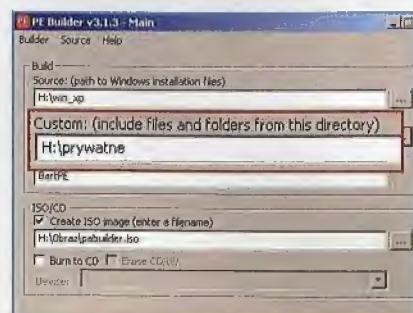 PE Builder v3.1.3 - Main
Builder Source Help
Build
Source: (path to Windows installation files)
H:\win_xp
...
Custom: (include files and folders from this directory)
H:\prywatne
BartPE
ISO/CD
Create ISO image (enter a filename)
H:\Obraz\pebuilder.iso
...
Burn to CD Erase CD/RW
Device: